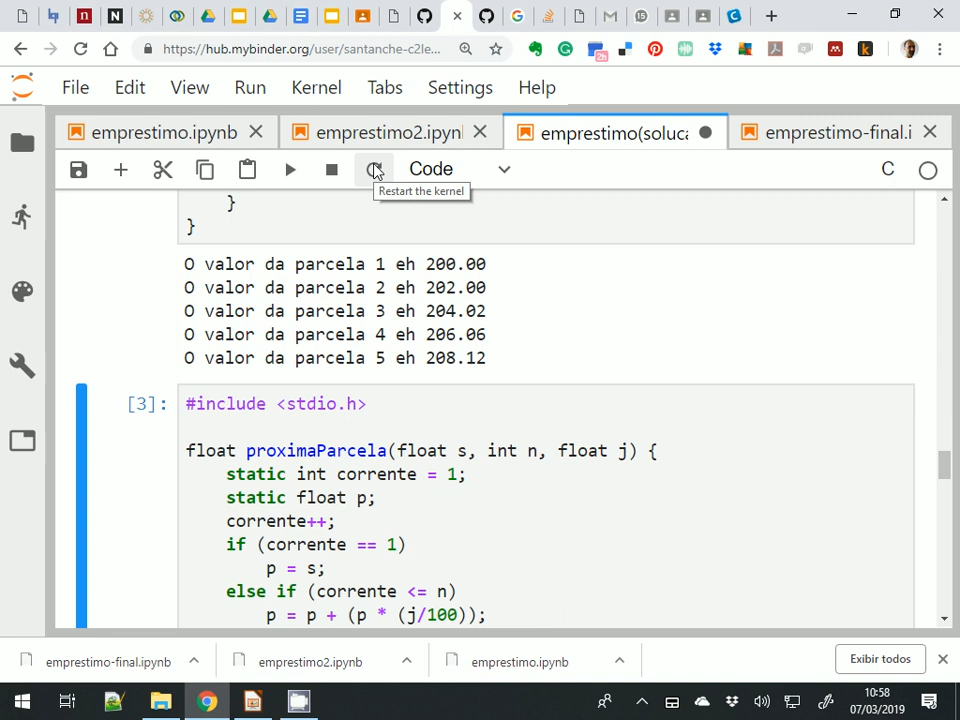 https://hub.mybinder.org/user/santanche-c2le...
File Edit View Run Kernel Tabs Settings Help
emprestimo.ipynb
emprestimo2.ipynl
emprestimo(soluca
emprestimo-final.i
Code
C
Restart the kernel
}
}
O valor da parcela 1 eh 200.00
O valor da parcela 2 eh 202.00
O valor da parcela 3 eh 204.02
O valor da parcela 4 eh 206.06
O valor da parcela 5 eh 208.12
[3]:
#include <stdio.h>
float proximaParcela(float s, int n, float j) {
static int corrente = 1;
static float p;
corrente++;
if (corrente == 1)
p = s;
else if (corrente <= n)
p = p + (p * (j/100));
emprestimo-final.ipynb
emprestimo2.ipynb
emprestimo.ipynb
Exibir todos
10:58
07/03/2019